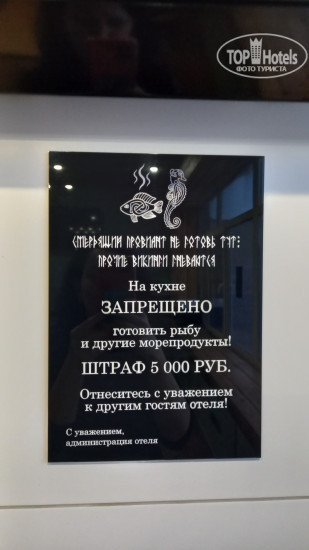 TOP Hotels
ФОТО ТУРИСТА
СМЕРДЯЩИЙ ПРОВИАНТ НЕ ГОТОВЬ ТУТ:
ПРОЧИЕ ВИКИНГИ ГНЕВАЮТСЯ
На кухне
ЗАПРЕЩЕНО
готовить рыбу
и другие морепродукты!
ШТРАФ 5 000 РУБ.
Отнеситесь с уважением
к другим гостям отеля!
С уважением,
администрация отеля